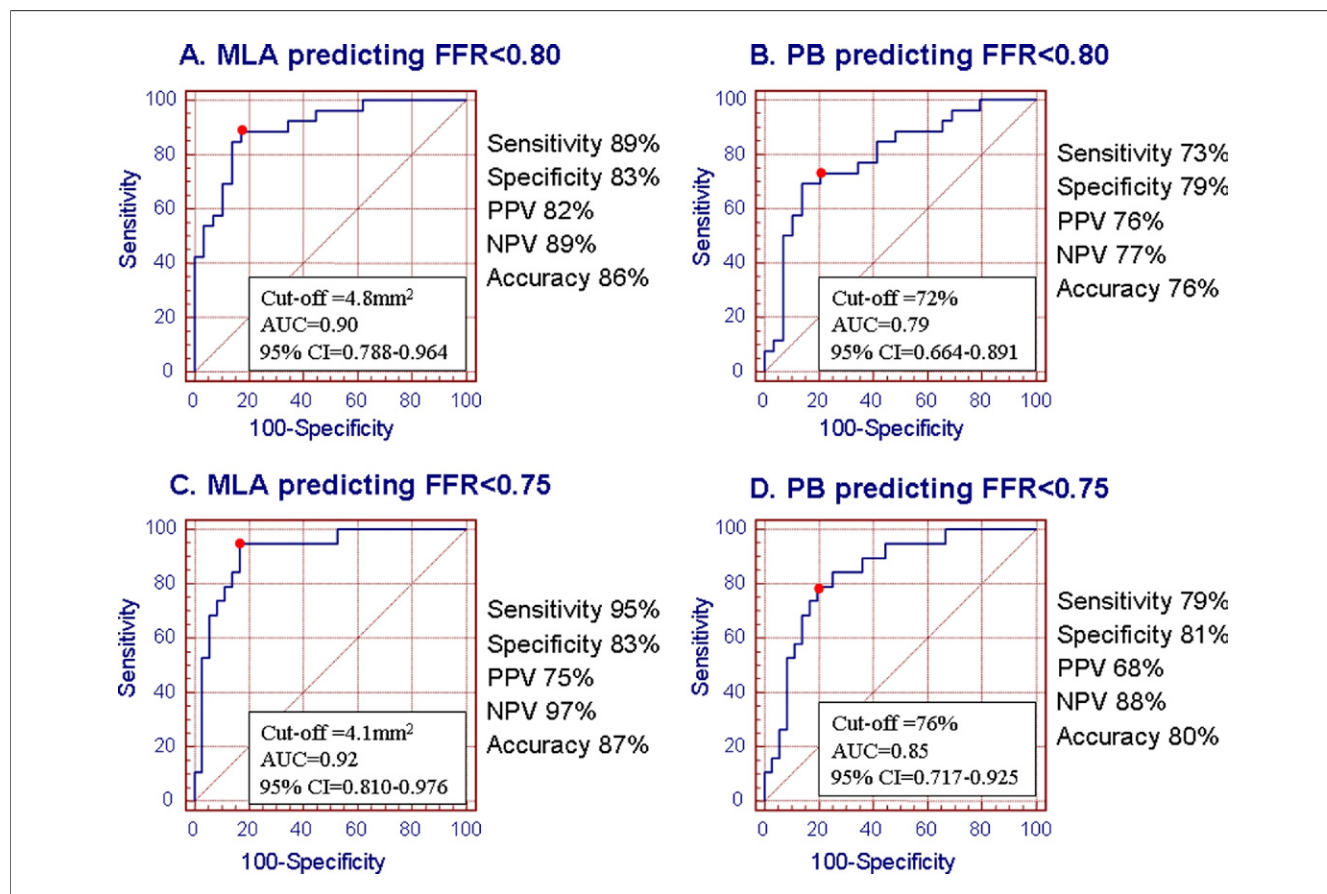 A. MLA predicting FFR<0.80
100
80
60
40
20
0
Sensitivity
0 20 40 60 80 100
100-Specificity
Cut-off =4.8mm²
AUC=0.90
95% CI=0.788-0.964
Sensitivity 89%
Specificity 83%
PPV 82%
NPV 89%
Accuracy 86%
B. PB predicting FFR<0.80
100
80
60
40
20
0
Sensitivity
0 20 40 60 80 100
100-Specificity
Cut-off =72%
AUC=0.79
95% CI=0.664-0.891
Sensitivity 73%
Specificity 79%
PPV 76%
NPV 77%
Accuracy 76%
C. MLA predicting FFR<0.75
100
80
60
40
20
0
Sensitivity
0 20 40 60 80 100
100-Specificity
Cut-off =4.1mm²
AUC=0.92
95% CI=0.810-0.976
Sensitivity 95%
Specificity 83%
PPV 75%
NPV 97%
Accuracy 87%
D. PB predicting FFR<0.75
100
80
60
40
20
0
Sensitivity
0 20 40 60 80 100
100-Specificity
Cut-off =76%
AUC=0.85
95% CI=0.717-0.925
Sensitivity 79%
Specificity 81%
PPV 68%
NPV 88%
Accuracy 80%